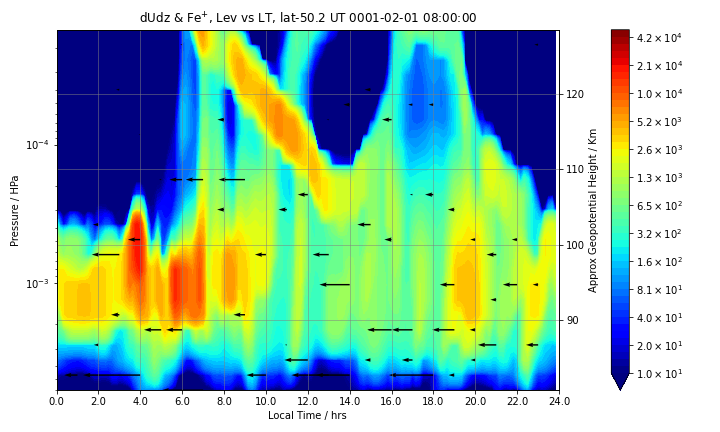 dUdz & Fe⁺, Lev vs LT, lat-50.2 UT 0001-02-01 08:00:00
Pressure / HPa
10⁻⁴
10⁻³
0.0 2.0 4.0 6.0 8.0 10.0 12.0 14.0 16.0 18.0 20.0 22.0 24.0
Local Time / hrs
120
110
100
90
Approx Geopotential Height / Km
4.2 × 10⁴
2.1 × 10⁴
1.0 × 10⁴
5.2 × 10³
2.6 × 10³
1.3 × 10³
6.5 × 10²
3.2 × 10²
1.6 × 10²
8.1 × 10¹
4.0 × 10¹
2.0 × 10¹
1.0 × 10¹